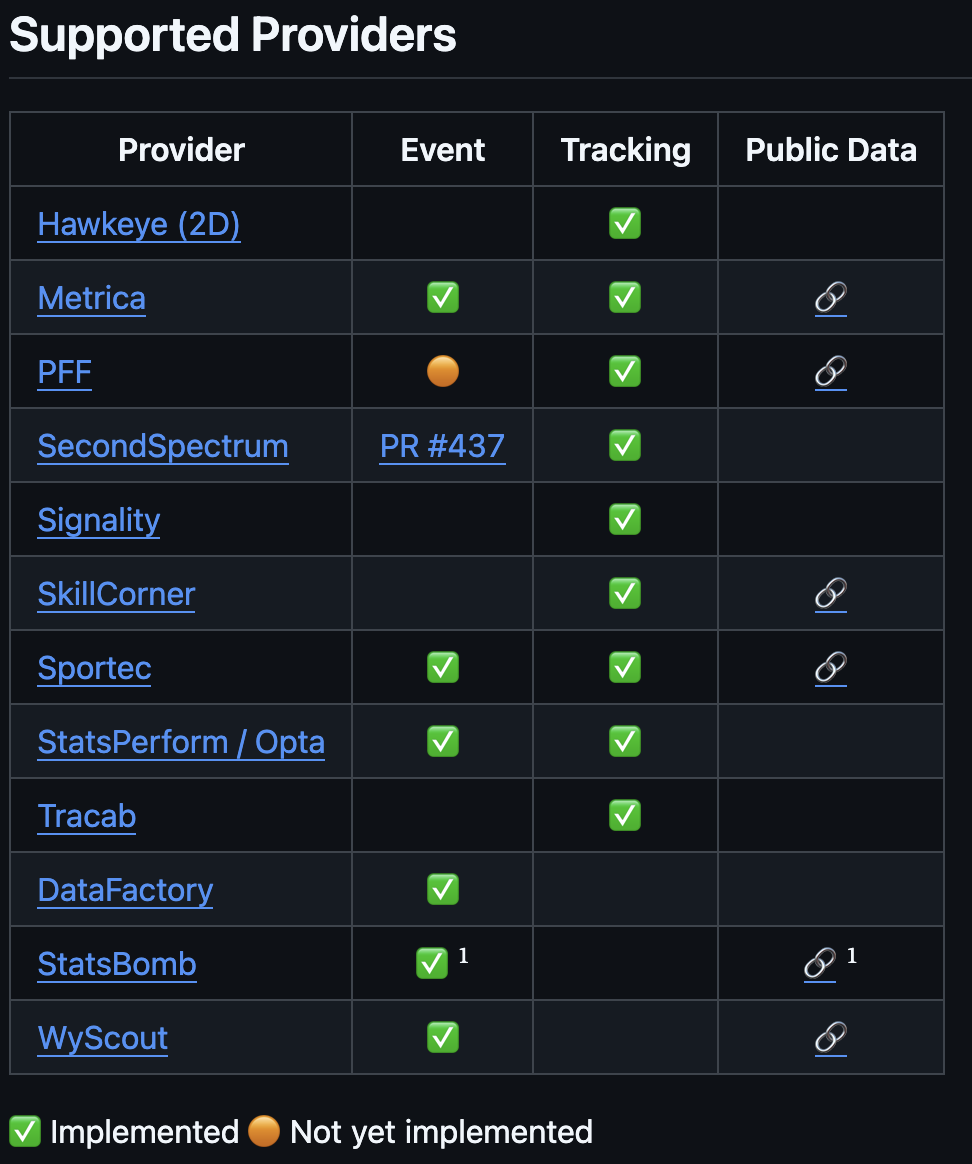 Supported Providers
Provider Event Tracking Public Data
Hawkeye (2D) ✅
Metrica ✅ ✅ 🔗
PFF 🟠 ✅ 🔗
SecondSpectrum PR #437 ✅
Signality ✅
SkillCorner ✅ 🔗
Sportec ✅ ✅ 🔗
StatsPerform / Opta ✅ ✅
Tracab ✅
DataFactory ✅
StatsBomb ✅ 1 🔗 1
WyScout ✅ 🔗
✅ Implemented 🟠 Not yet implemented